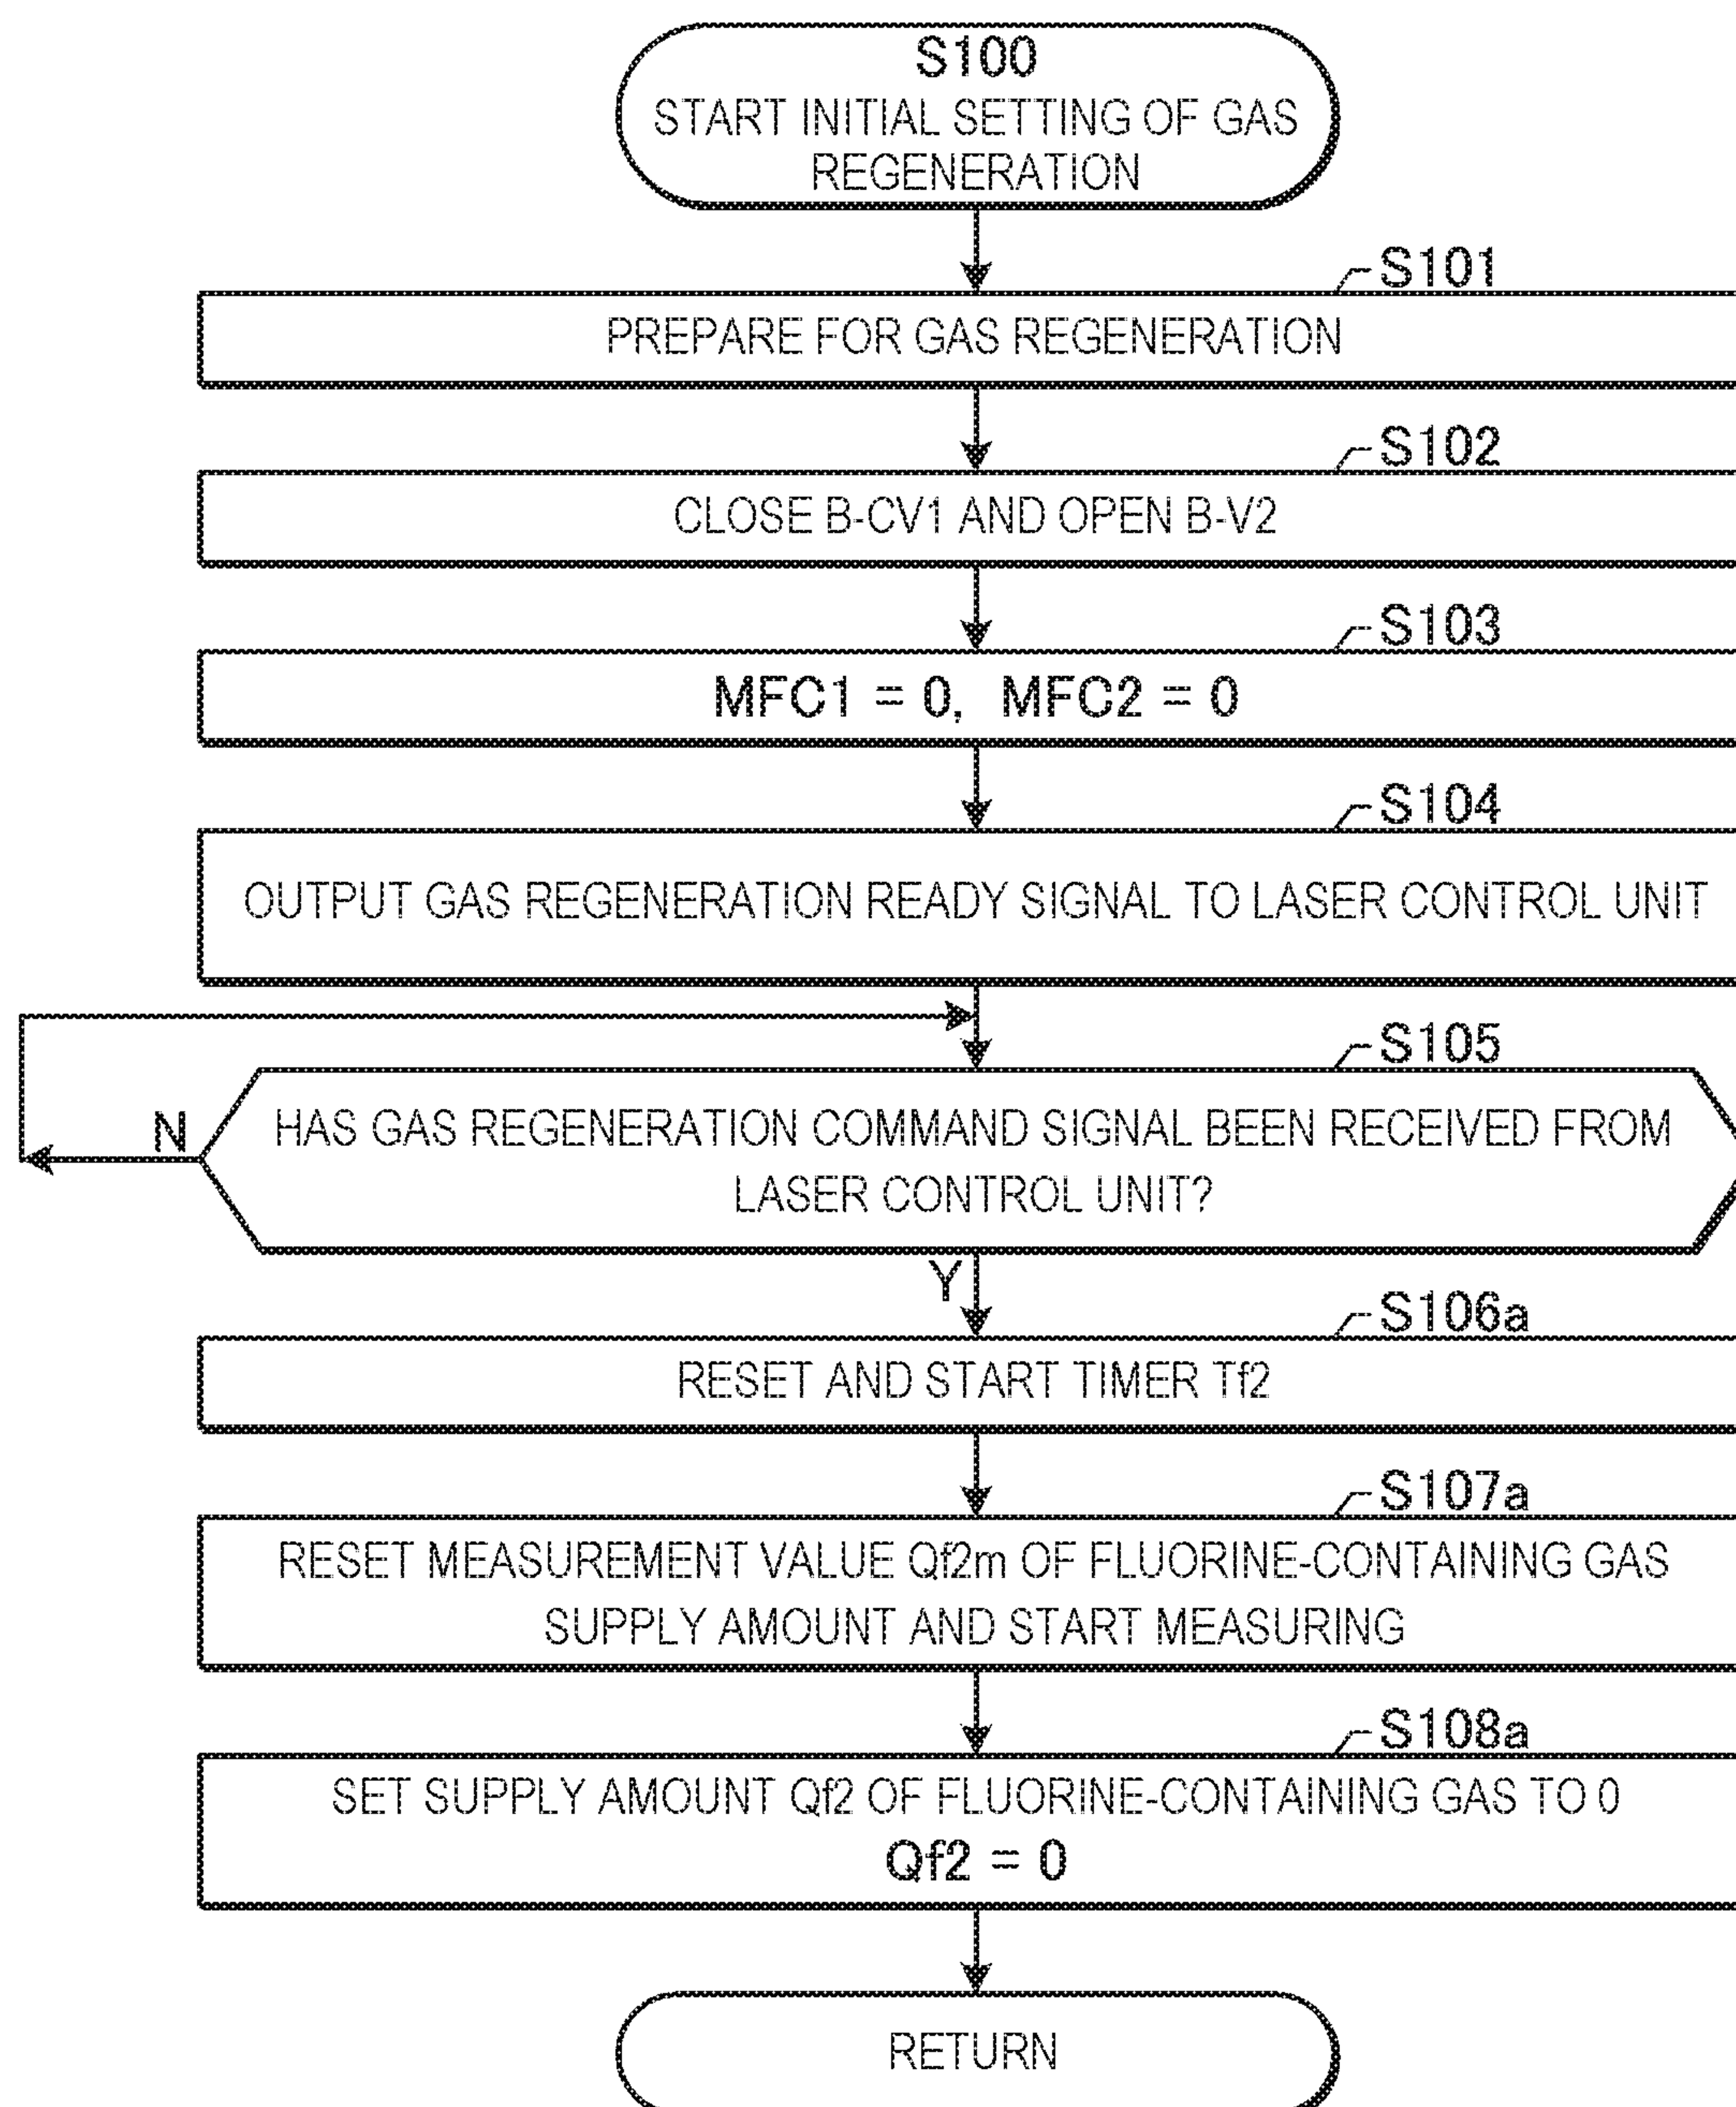 S100
START INITIAL SETTING OF GAS
REGENERATION
S101
PREPARE FOR GAS REGENERATION
S102
CLOSE B-CV1 AND OPEN B-V2
S103
MFC1 = 0, MFC2 = 0
S104
OUTPUT GAS REGENERATION READY SIGNAL TO LASER CONTROL UNIT
S105
N
HAS GAS REGENERATION COMMAND SIGNAL BEEN RECEIVED FROM
LASER CONTROL UNIT?
Y
S106a
RESET AND START TIMER Tf2
S107a
RESET MEASUREMENT VALUE Qf2m OF FLUORINE-CONTAINING GAS
SUPPLY AMOUNT AND START MEASURING
S108a
SET SUPPLY AMOUNT Qf2 OF FLUORINE-CONTAINING GAS TO 0
Qf2 = 0
RETURN